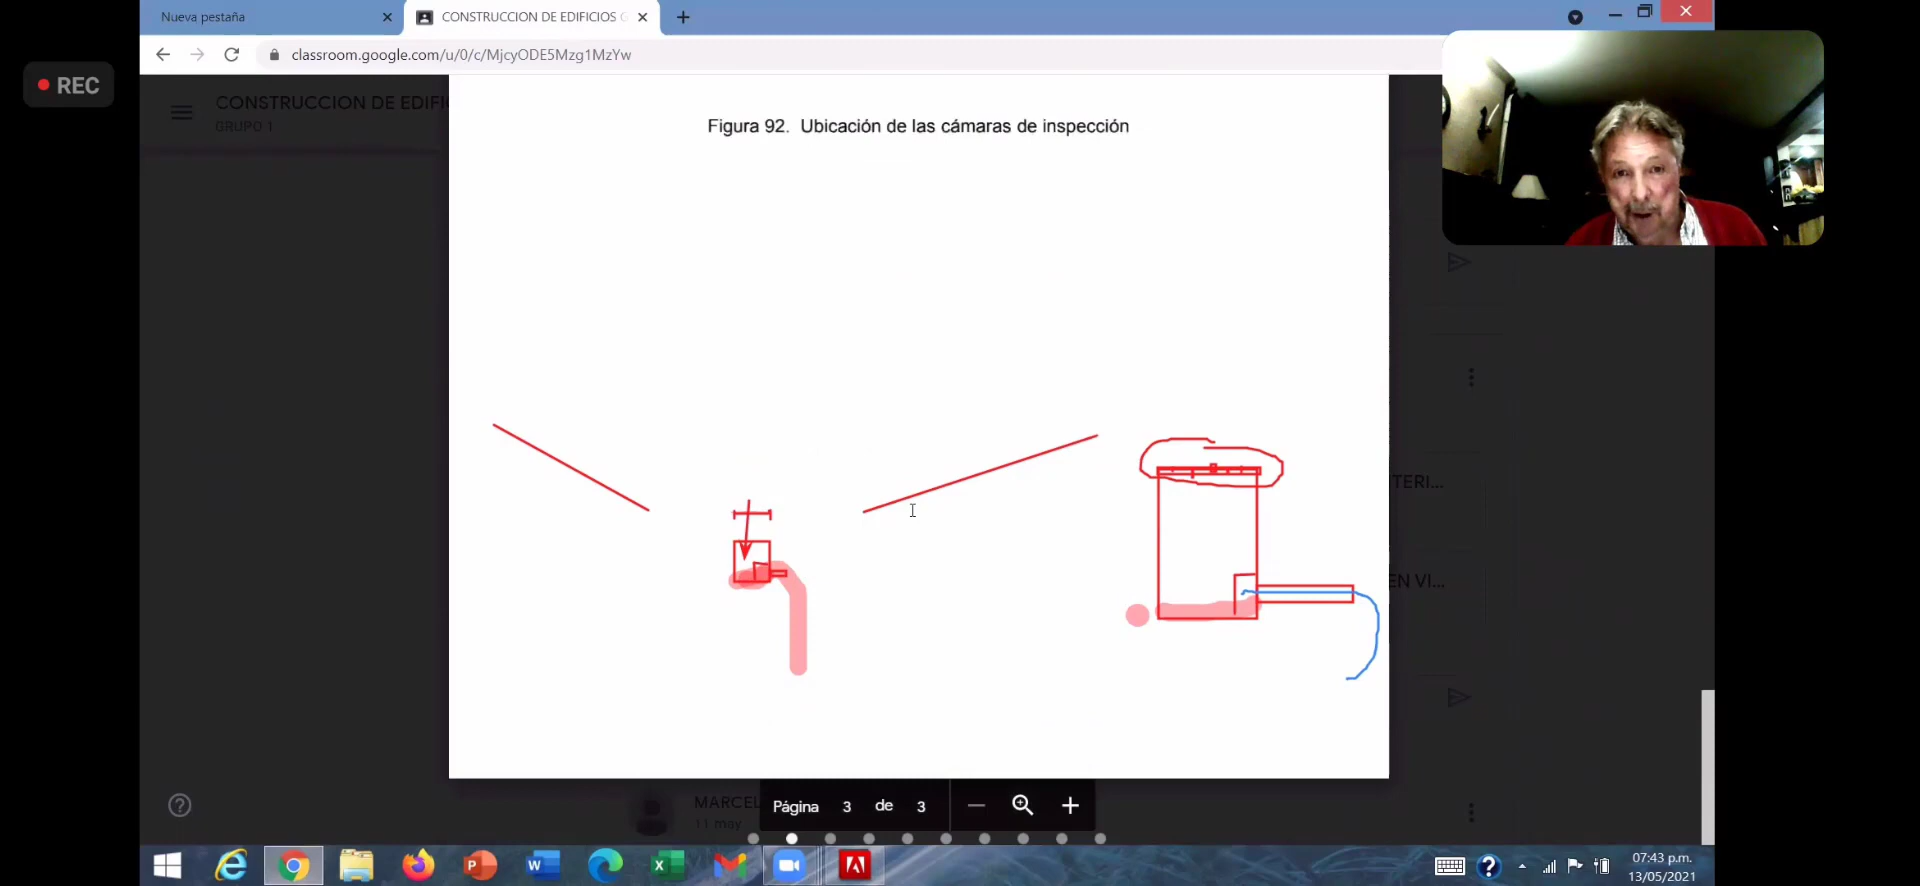 Nueva pestaña
CONSTRUCCION DE EDIFICIOS G
REC
classroom.google.com/u/0/c/MjcyODE5Mzg1MzYw
CONSTRUCCION DE EDIFI
GRUPO 1
Figura 92. Ubicación de las cámaras de inspección
TERI...
EN VI...
MARCEL
11 may
Página 3 de 3
07:43 p.m.
13/05/2021